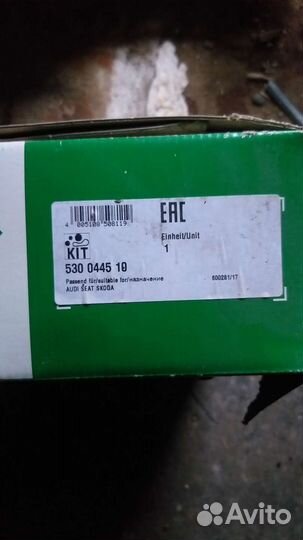 4 005108 508119
EAC
Einheit/Unit
1
KIT
530 0445 10
Passend für/suitable for/назначение
AUDI SEAT SKODA
600281/17
Avito